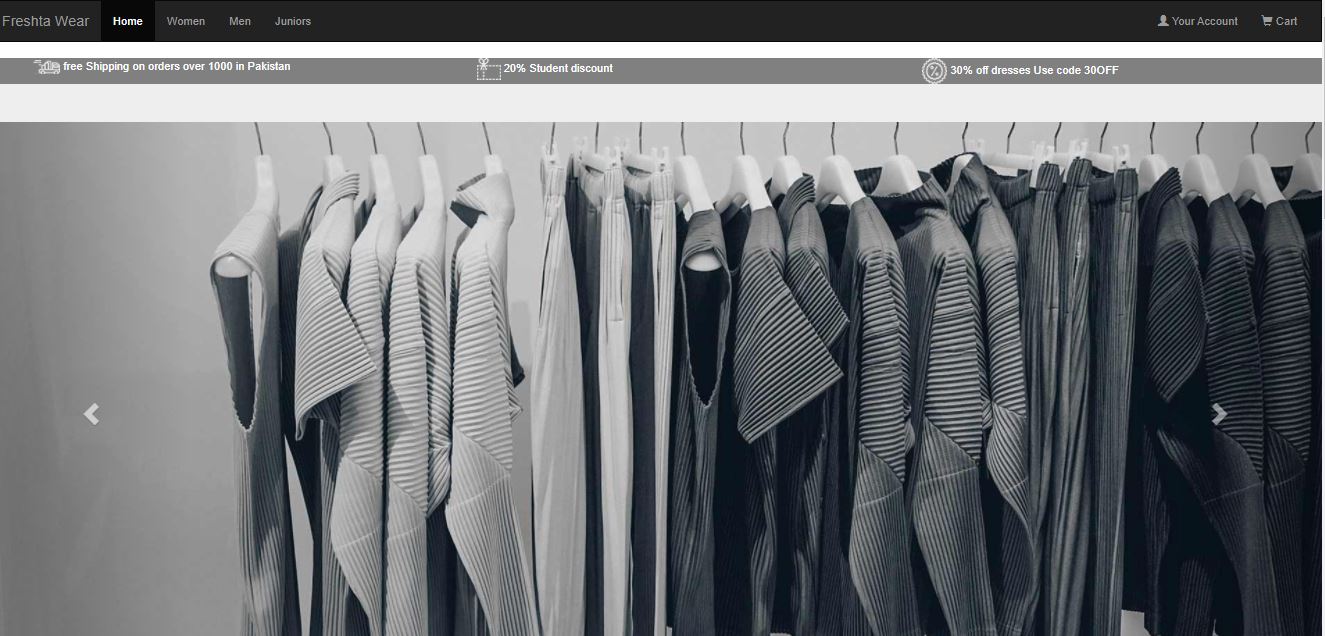 Freshta Wear Home Women Men Juniors Your Account Cart
free Shipping on orders over 1000 in Pakistan
20% Student discount
30% off dresses Use code 30OFF